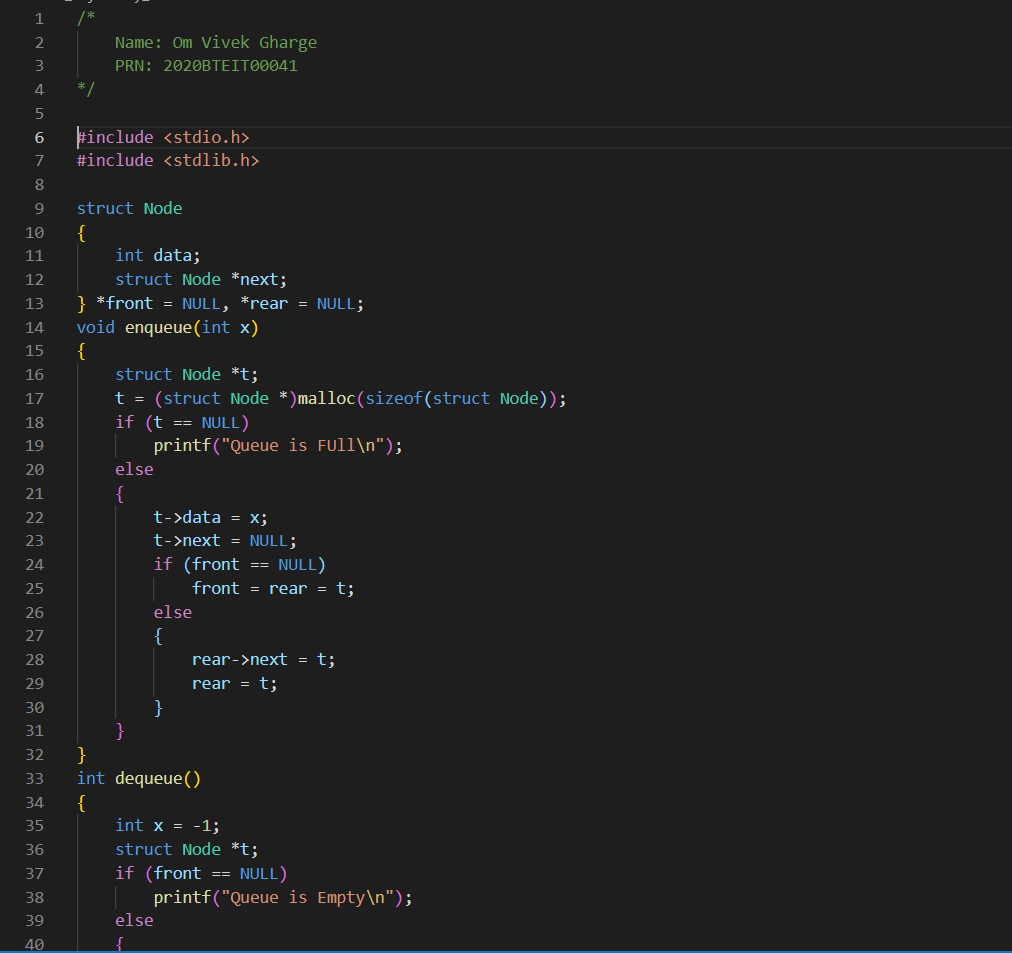 1 /*
2 Name: Om Vivek Gharge
3 PRN: 2020BTEIT00041
4 */
5
6 #include <stdio.h>
7 #include <stdlib.h>
8
9 struct Node
10 {
11 int data;
12 struct Node *next;
13 } *front = NULL, *rear = NULL;
14 void enqueue(int x)
15 {
16 struct Node *t;
17 t = (struct Node *)malloc(sizeof(struct Node));
18 if (t == NULL)
19 printf("Queue is FUll\n");
20 else
21 {
22 t->data = x;
23 t->next = NULL;
24 if (front == NULL)
25 front = rear = t;
26 else
27 {
28 rear->next = t;
29 rear = t;
30 }
31 }
32 }
33 int dequeue()
34 {
35 int x = -1;
36 struct Node *t;
37 if (front == NULL)
38 printf("Queue is Empty\n");
39 else
40 {